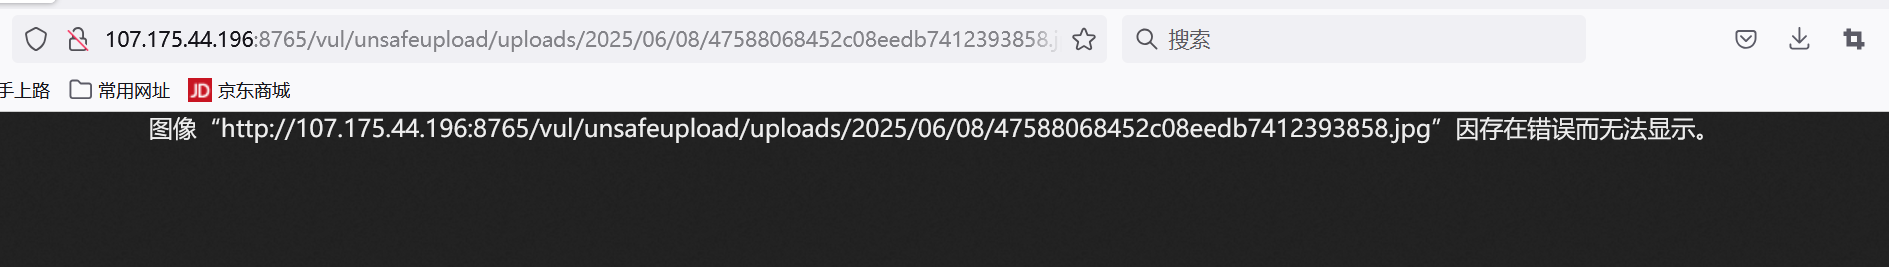 107.175.44.196:8765/vul/unsafeupload/uploads/2025/06/08/47588068452c08eedb7412393858.j
搜索
手上路 常用网址 JD 京东商城
图像“http://107.175.44.196:8765/vul/unsafeupload/uploads/2025/06/08/47588068452c08eedb7412393858.jpg”因存在错误而无法显示。